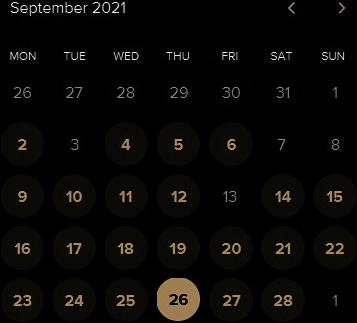 September 2021
MON TUE WED THU FRI SAT SUN
26 27 28 29 30 31 1
2 3 4 5 6 7 8
9 10 11 12 13 14 15
16 17 18 19 20 21 22
23 24 25 26 27 28 1